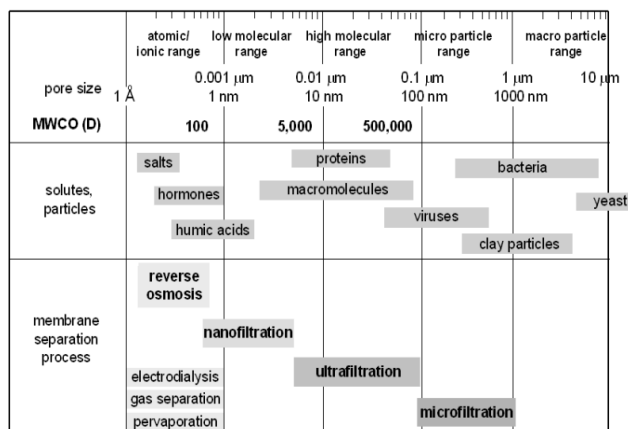 atomic/ low molecular high molecular micro particle macro particle
ionic range range range range range
0.001 μm 0.01 μm 0.1 μm 1 μm 10 μm
pore size
1 Å 1 nm 10 nm 100 nm 1000 nm
MWCO (D) 100 5,000 500,000
salts proteins bacteria
solutes,
particles
hormones macromolecules yeast
humic acids viruses
clay particles
reverse
osmosis
nanofiltration
membrane
separation
process
electrodialysis ultrafiltration
gas separation
microfiltration
pervaporation